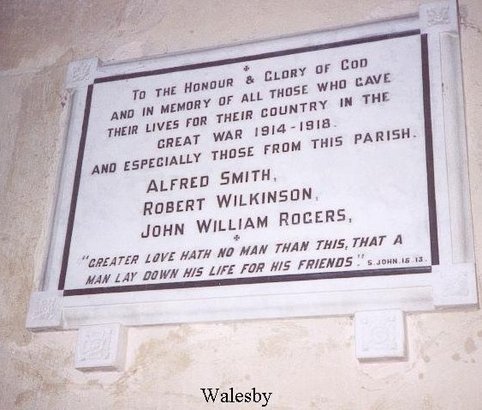 TO THE HONOUR & GLORY OF GOD
AND IN MEMORY OF ALL THOSE WHO GAVE
THEIR LIVES FOR THEIR COUNTRY IN THE
GREAT WAR 1914-1918.
AND ESPECIALLY THOSE FROM THIS PARISH.
ALFRED SMITH,
ROBERT WILKINSON,
JOHN WILLIAM ROGERS,
"GREATER LOVE HATH NO MAN THAN THIS, THAT A
MAN LAY DOWN HIS LIFE FOR HIS FRIENDS". S. JOHN. 15. 13.
Walesby